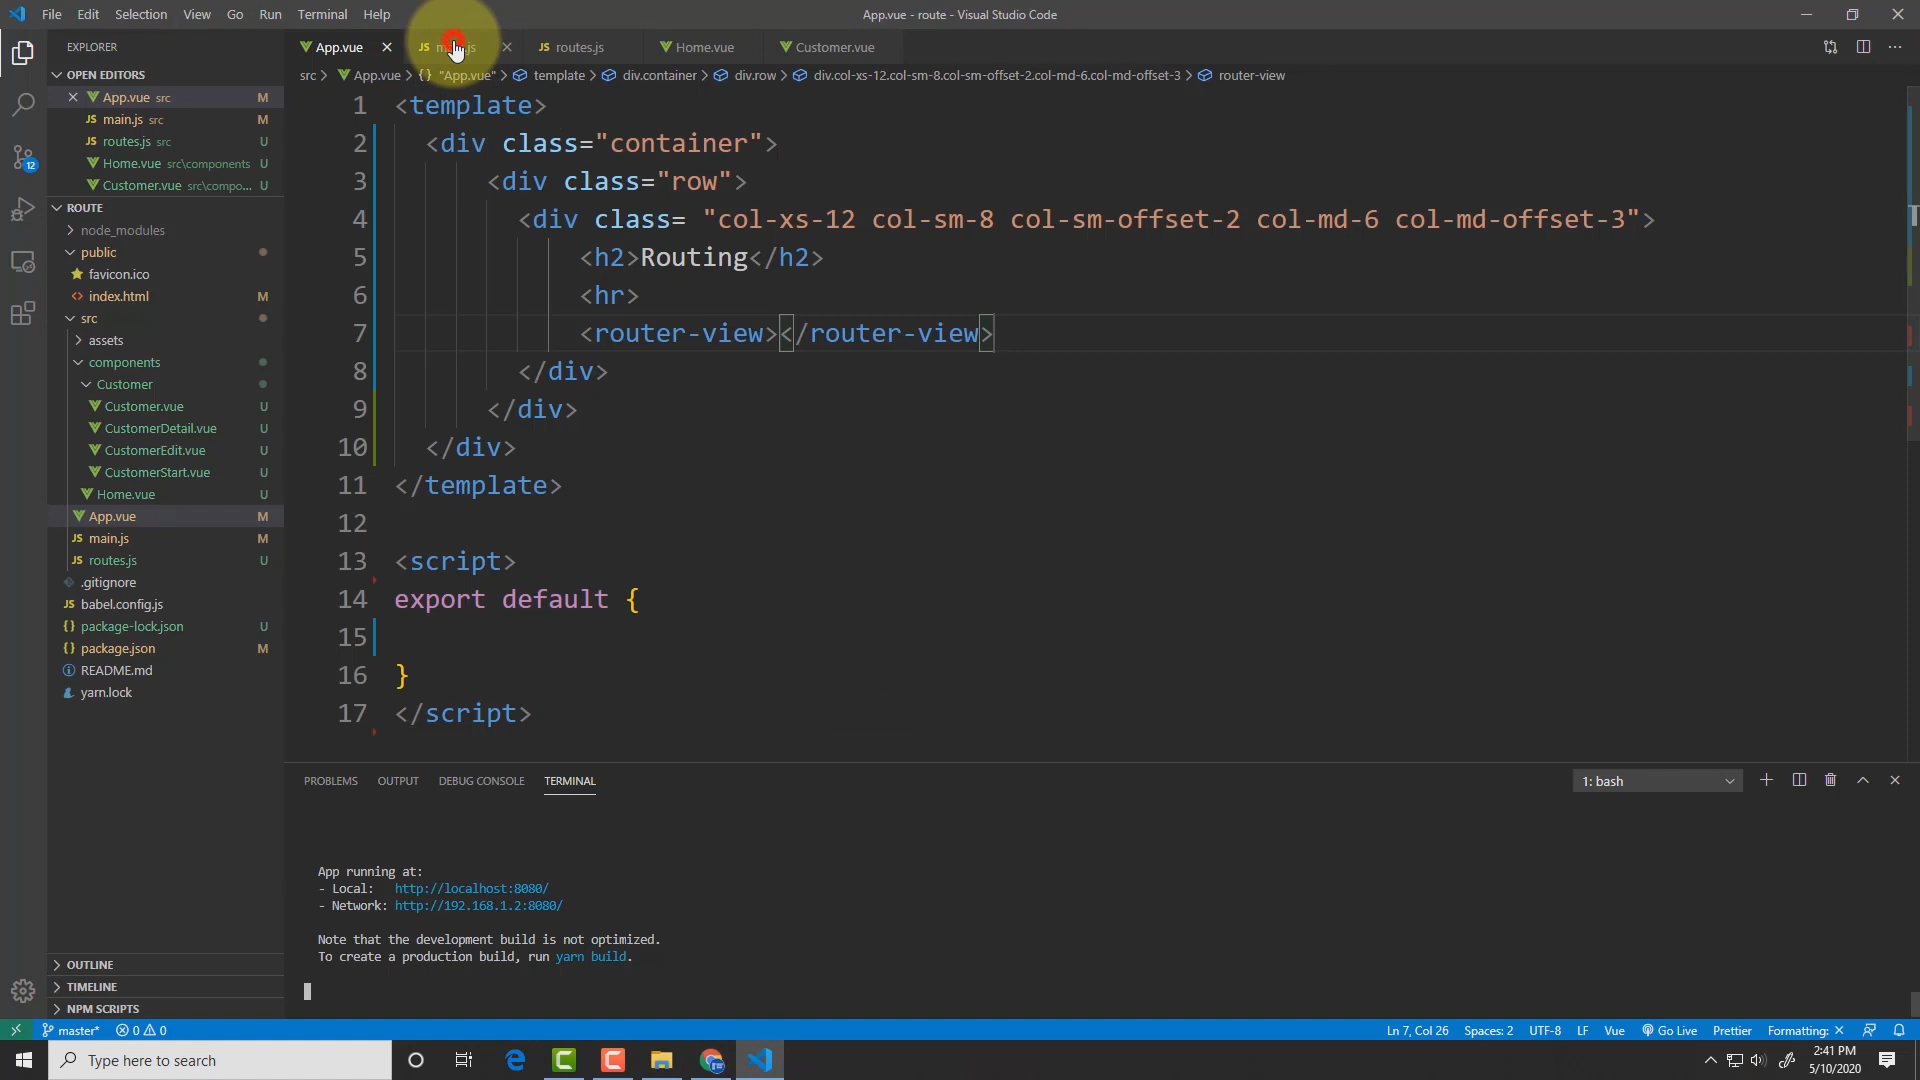 File Edit Selection View Go Run Terminal Help
App.vue - route - Visual Studio Code
EXPLORER
OPEN EDITORS
App.vue src M
main.js src M
routes.js src U
Home.vue src\components U
Customer.vue src\compo... U
ROUTE
node_modules
public
favicon.ico
index.html M
src
assets
components
Customer
Customer.vue U
CustomerDetail.vue U
CustomerEdit.vue U
CustomerStart.vue U
Home.vue U
App.vue M
main.js M
routes.js U
.gitignore
babel.config.js
package-lock.json U
package.json M
README.md
yarn.lock
OUTLINE
TIMELINE
NPM SCRIPTS
12
App.vue JS routes.js Home.vue Customer.vue
src > App.vue > {} "App.vue" > template > div.container > div.row > div.col-xs-12.col-sm-8.col-sm-offset-2.col-md-6.col-md-offset-3 > router-view
1 <template>
2 <div class="container">
3 <div class="row">
4 <div class= "col-xs-12 col-sm-8 col-sm-offset-2 col-md-6 col-md-offset-3">
5 <h2>Routing</h2>
6 <hr>
7 <router-view></router-view>
8 </div>
9 </div>
10 </div>
11 </template>
12
13 <script>
14 export default {
15
16 }
17 </script>
PROBLEMS OUTPUT DEBUG CONSOLE TERMINAL
1: bash
App running at:
- Local: http://localhost:8080/
- Network: http://192.168.1.2:8080/
Note that the development build is not optimized.
To create a production build, run yarn build.
master* 0 0
Ln 7, Col 26 Spaces: 2 UTF-8 LF Vue Go Live Prettier Formatting: ×
Type here to search
2:41 PM
5/10/2020